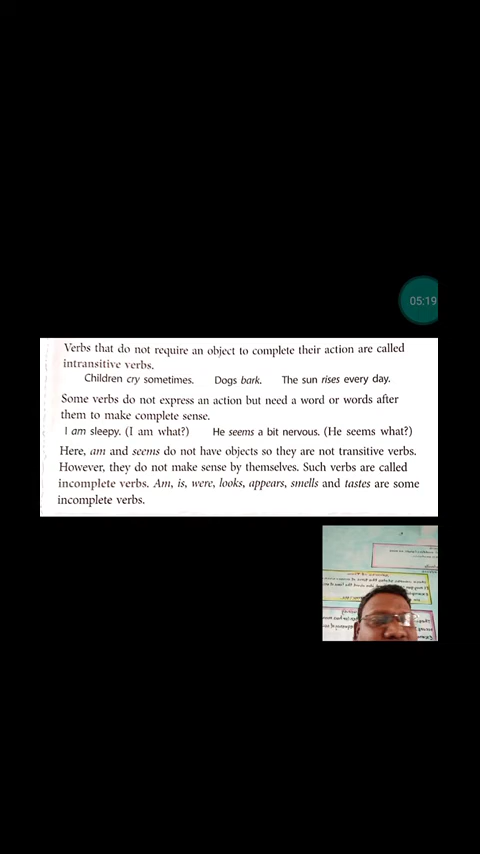 05:19
Verbs that do not require an object to complete their action are called
intransitive verbs.
Children cry sometimes. Dogs bark. The sun rises every day.
Some verbs do not express an action but need a word or words after
them to make complete sense.
I am sleepy. (I am what?) He seems a bit nervous. (He seems what?)
Here, am and seems do not have objects so they are not transitive verbs.
However, they do not make sense by themselves. Such verbs are called
incomplete verbs. Am, is, were, looks, appears, smells and tastes are some
incomplete verbs.